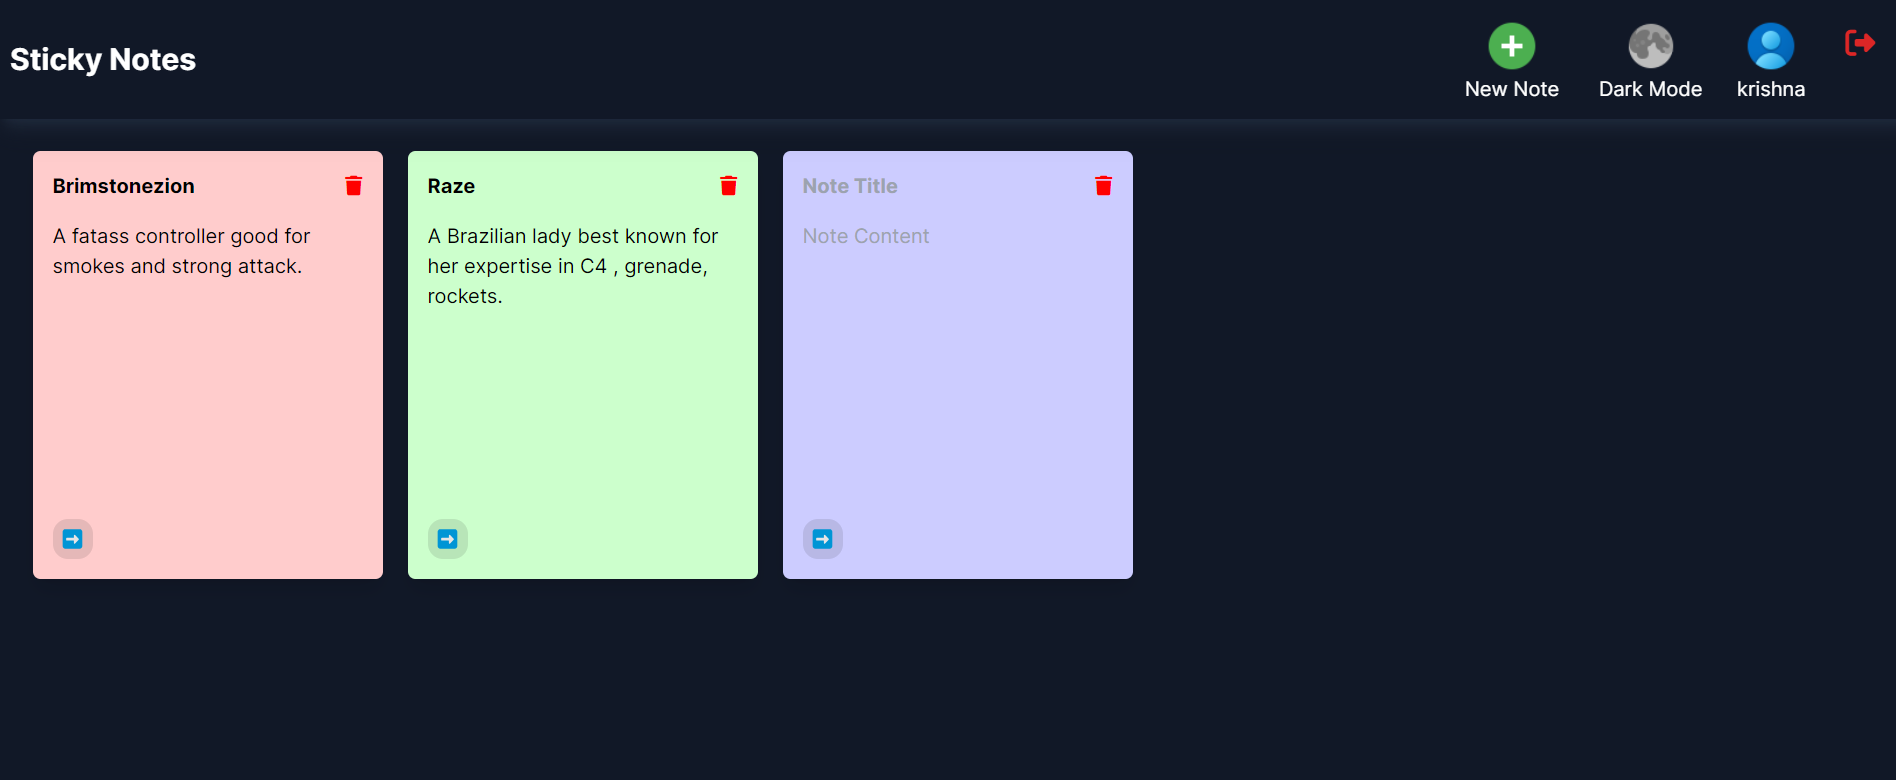 Sticky Notes
New Note
Dark Mode
krishna
Brimstonezion
A fatass controller good for
smokes and strong attack.
Raze
A Brazilian lady best known for
her expertise in C4 , grenade,
rockets.
Note Title
Note Content